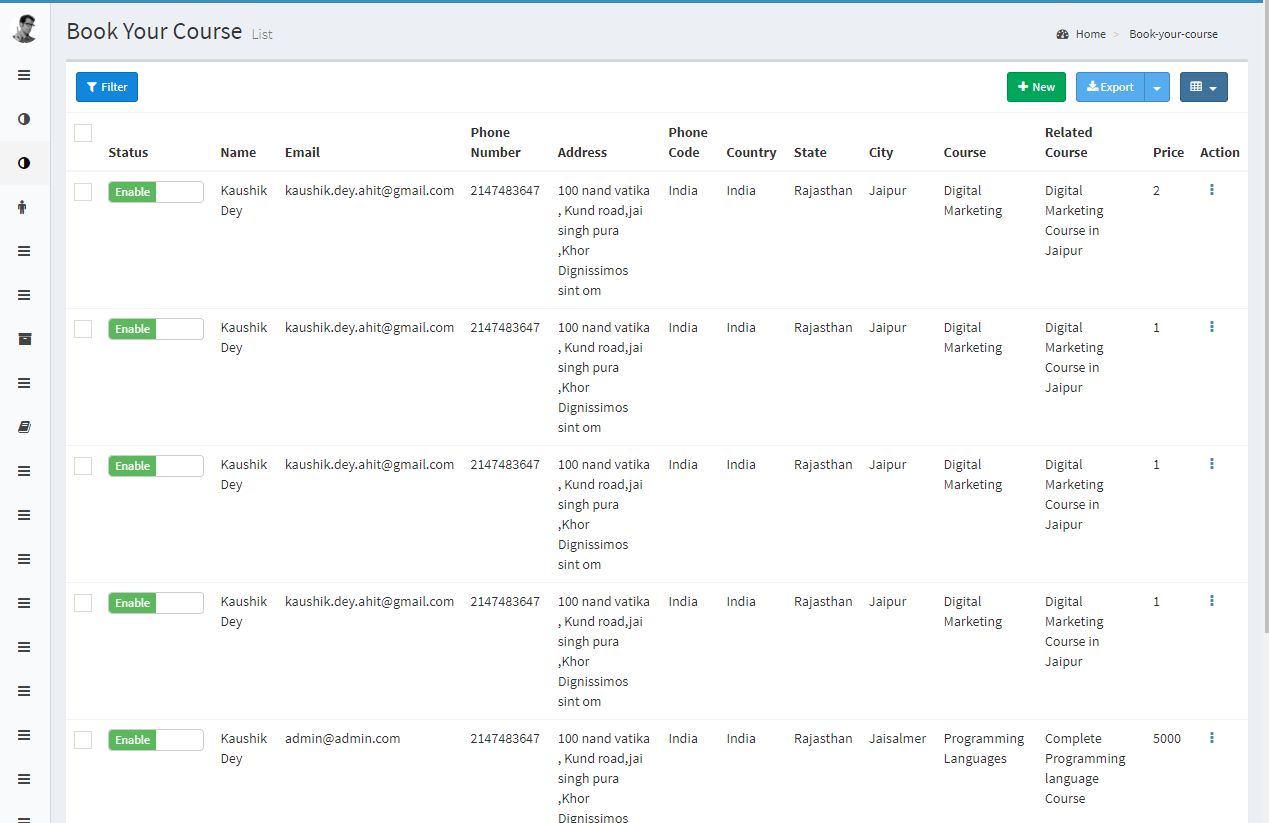 Book Your Course List
Home > Book-your-course
Filter
New
Export
Status Name Email Phone Number Address Phone Code Country State City Course Related Course Price Action
Enable Kaushik kaushik.dey.ahit@gmail.com 2147483647 100 nand vatika India India Rajasthan Jaipur Digital Digital 2
Dey , Kund road,jai Marketing Marketing
singh pura Course in
,Khor Jaipur
Dignissimos
sint om
Enable Kaushik kaushik.dey.ahit@gmail.com 2147483647 100 nand vatika India India Rajasthan Jaipur Digital Digital 1
Dey , Kund road,jai Marketing Marketing
singh pura Course in
,Khor Jaipur
Dignissimos
sint om
Enable Kaushik kaushik.dey.ahit@gmail.com 2147483647 100 nand vatika India India Rajasthan Jaipur Digital Digital 1
Dey , Kund road,jai Marketing Marketing
singh pura Course in
,Khor Jaipur
Dignissimos
sint om
Enable Kaushik kaushik.dey.ahit@gmail.com 2147483647 100 nand vatika India India Rajasthan Jaipur Digital Digital 1
Dey , Kund road,jai Marketing Marketing
singh pura Course in
,Khor Jaipur
Dignissimos
sint om
Enable Kaushik admin@admin.com 2147483647 100 nand vatika India India Rajasthan Jaisalmer Programming Complete 5000
Dey , Kund road,jai Languages Programming
singh pura language
,Khor Course
Dignissimos